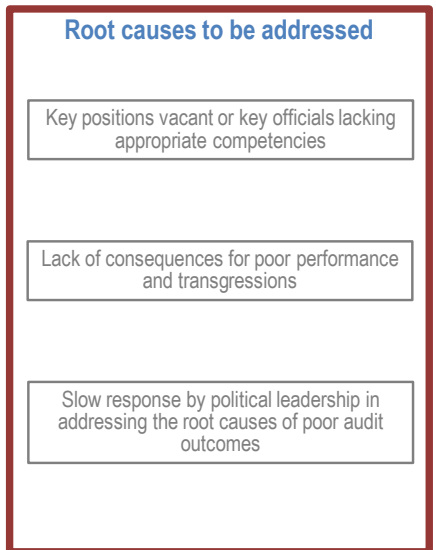 Root causes to be addressed
Key positions vacant or key officials lacking
appropriate competencies
Lack of consequences for poor performance
and transgressions
Slow response by political leadership in
addressing the root causes of poor audit
outcomes